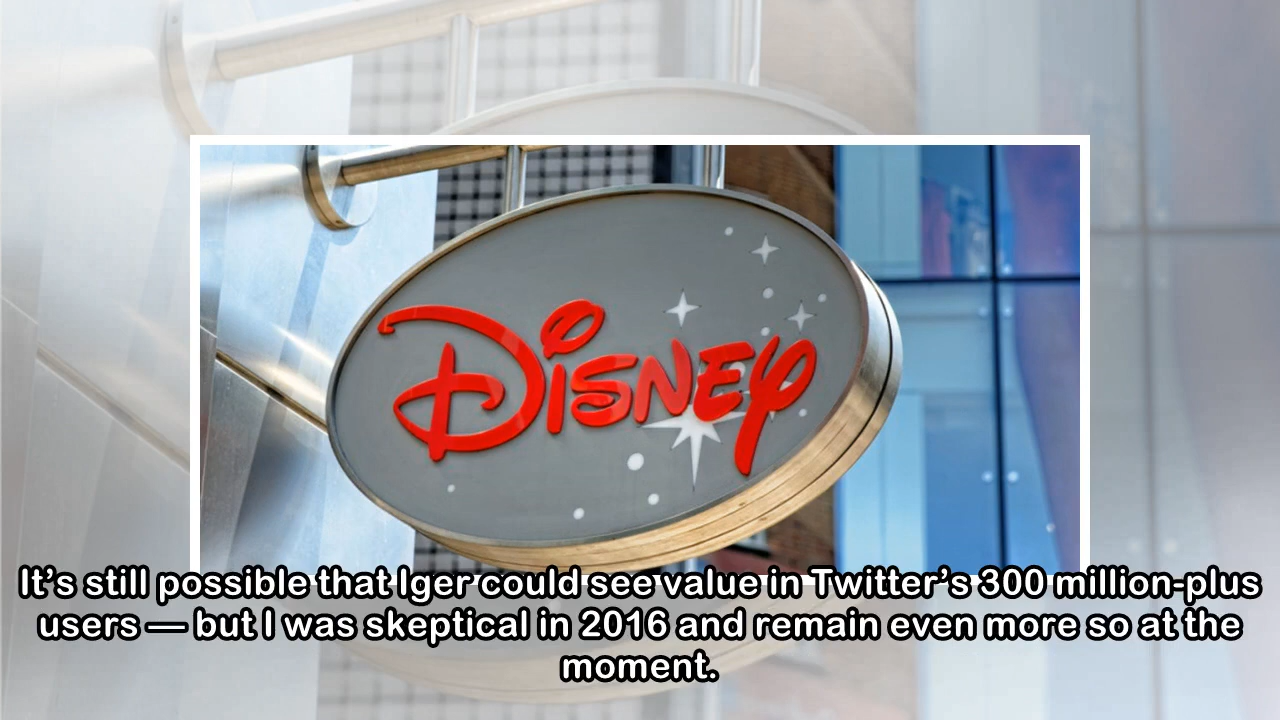 Disney
It’s still possible that Iger could see value in Twitter’s 300 million-plus
users — but I was skeptical in 2016 and remain even more so at the
moment.